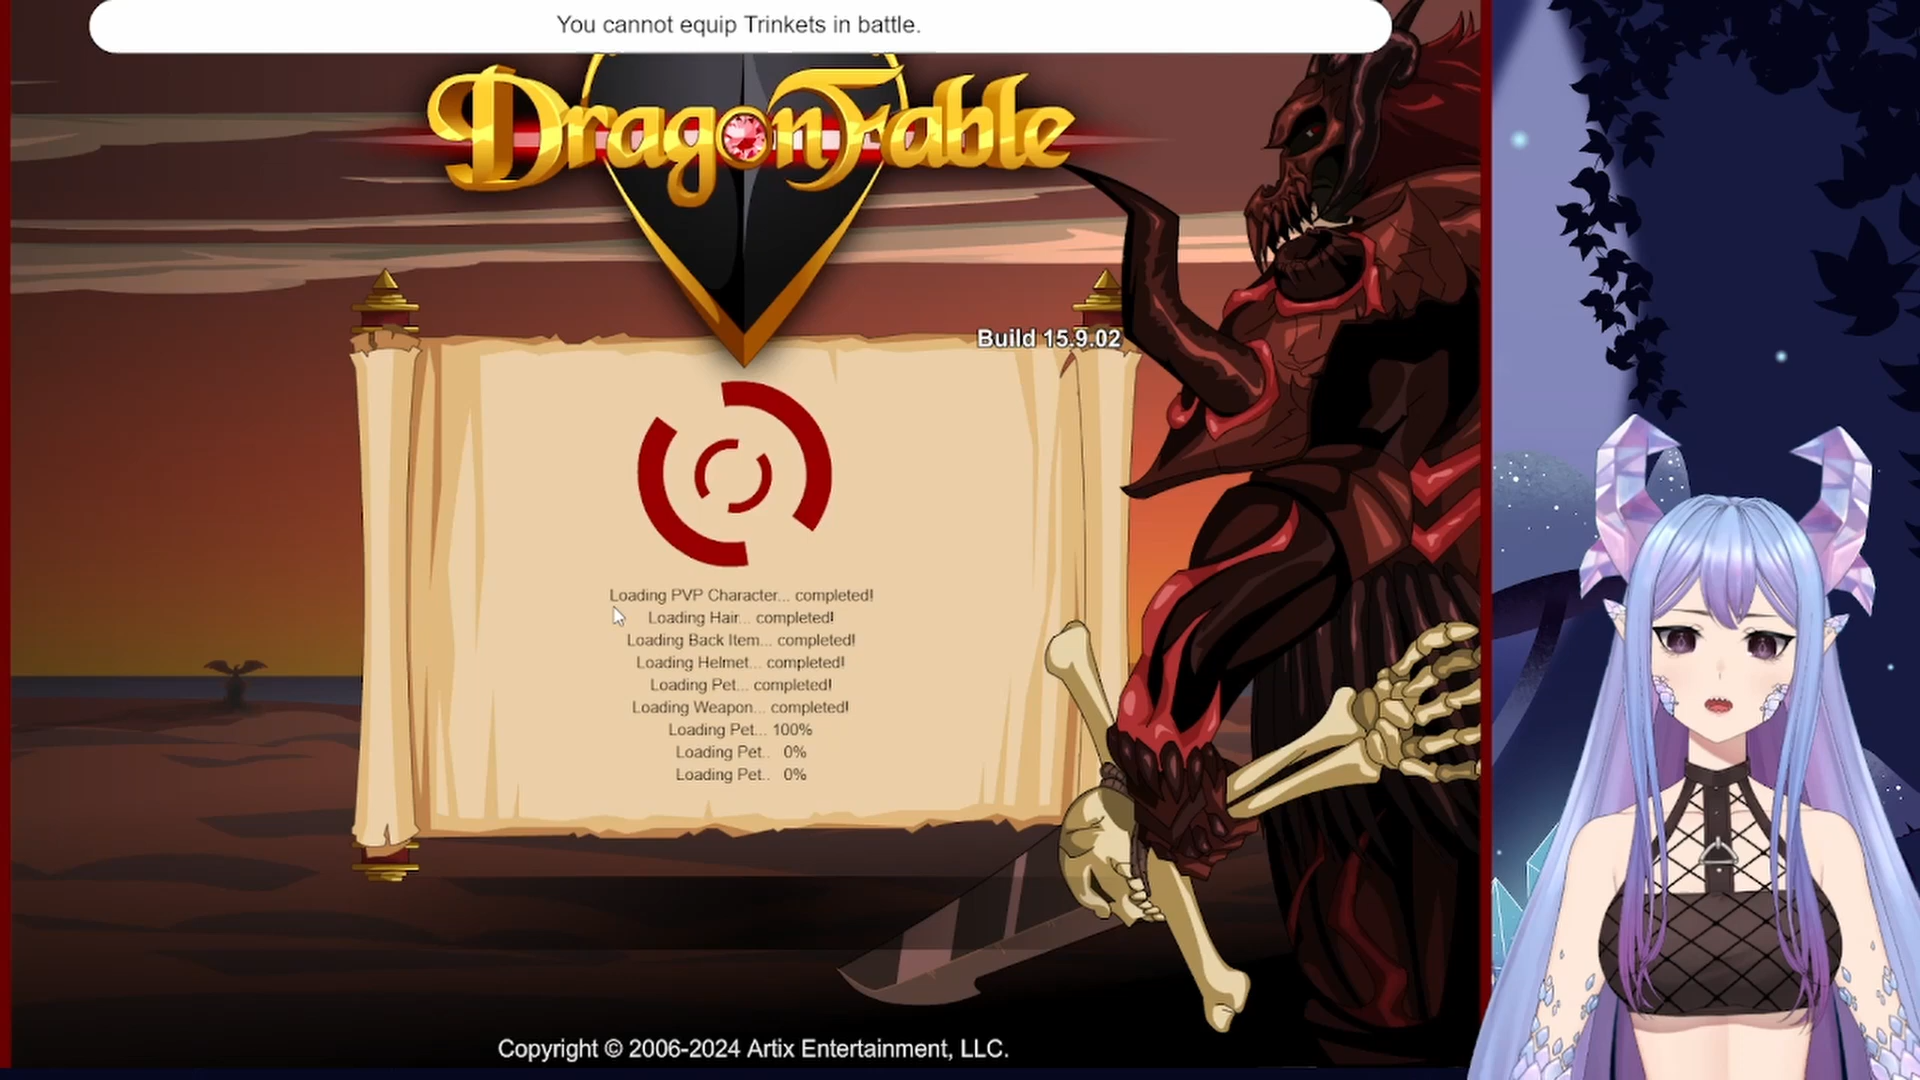 You cannot equip Trinkets in battle.
DragonFable
Build 15.9.02
Loading PVP Character... completed!
Loading Hair... completed!
Loading Back Item... completed!
Loading Helmet... completed!
Loading Pet... completed!
Loading Weapon... completed!
Loading Pet... 100%
Loading Pet.. 0%
Loading Pet.. 0%
Copyright © 2006-2024 Artix Entertainment, LLC.